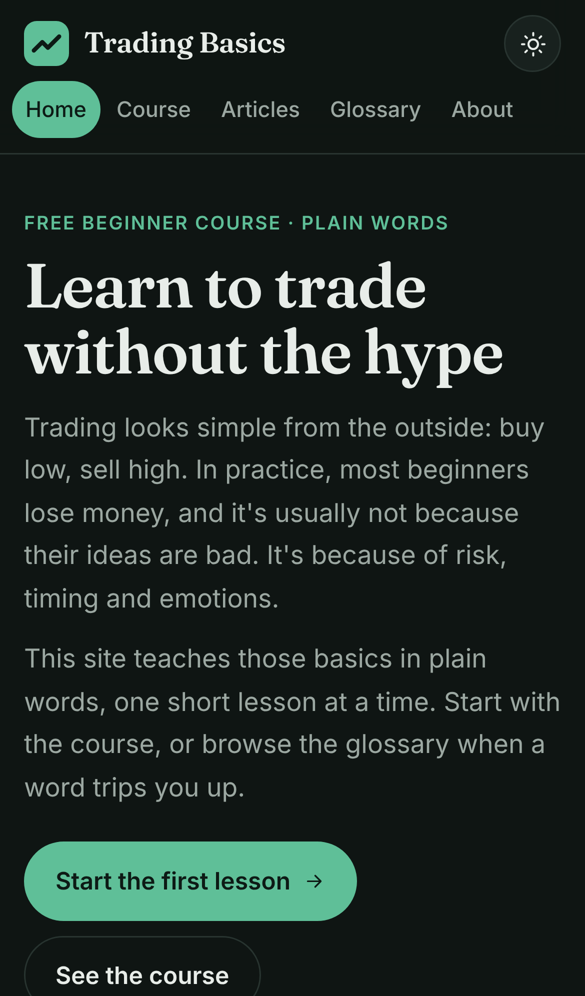 Trading Basics
Home Course Articles Glossary About
FREE BEGINNER COURSE · PLAIN WORDS
Learn to trade
without the hype
Trading looks simple from the outside: buy
low, sell high. In practice, most beginners
lose money, and it's usually not because
their ideas are bad. It's because of risk,
timing and emotions.
This site teaches those basics in plain
words, one short lesson at a time. Start with
the course, or browse the glossary when a
word trips you up.
Start the first lesson →
See the course